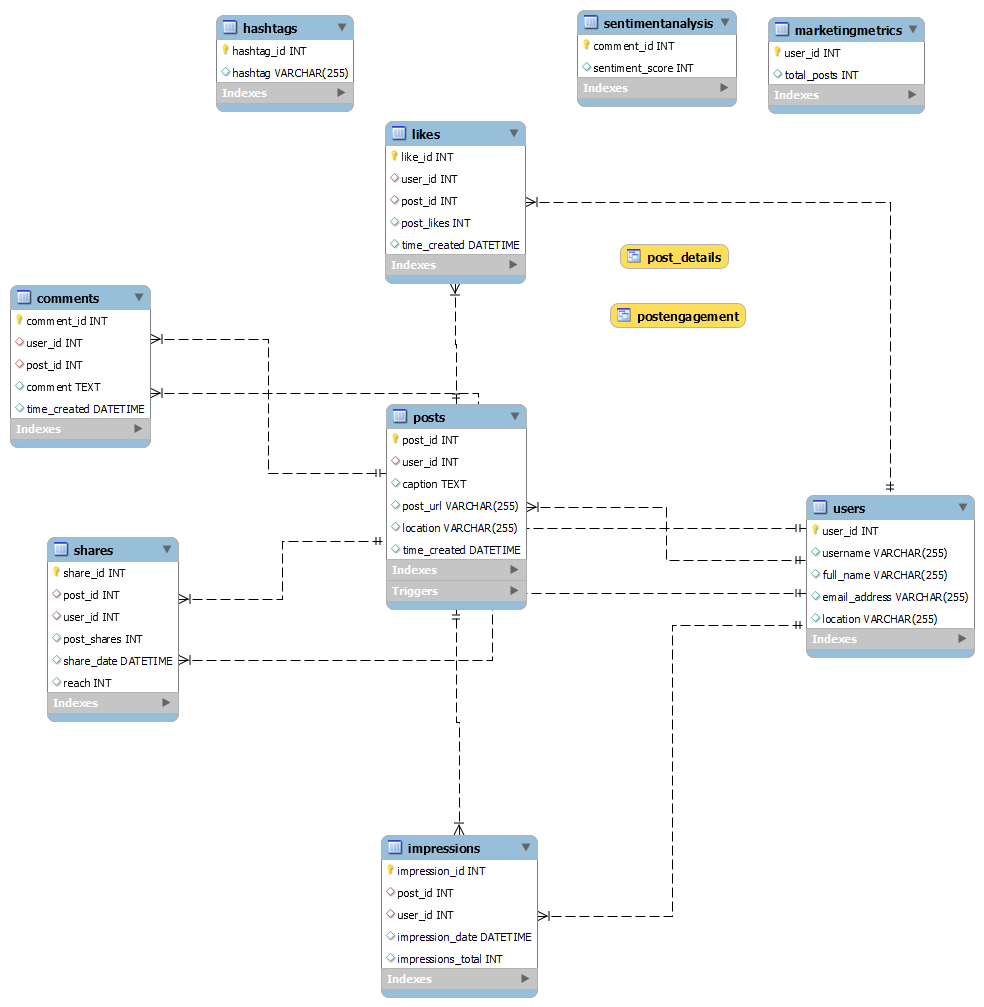 hashtags
hashtag_id INT
hashtag VARCHAR(255)
Indexes
sentimentanalysis
comment_id INT
sentiment_score INT
Indexes
marketingmetrics
user_id INT
total_posts INT
Indexes
likes
like_id INT
user_id INT
post_id INT
post_likes INT
time_created DATETIME
Indexes
post_details
postengagement
comments
comment_id INT
user_id INT
post_id INT
comment TEXT
time_created DATETIME
Indexes
posts
post_id INT
user_id INT
caption TEXT
post_url VARCHAR(255)
location VARCHAR(255)
time_created DATETIME
Indexes
Triggers
users
user_id INT
username VARCHAR(255)
full_name VARCHAR(255)
email_address VARCHAR(255)
location VARCHAR(255)
Indexes
shares
share_id INT
post_id INT
user_id INT
post_shares INT
share_date DATETIME
reach INT
Indexes
impressions
impression_id INT
post_id INT
user_id INT
impression_date DATETIME
impressions_total INT
Indexes